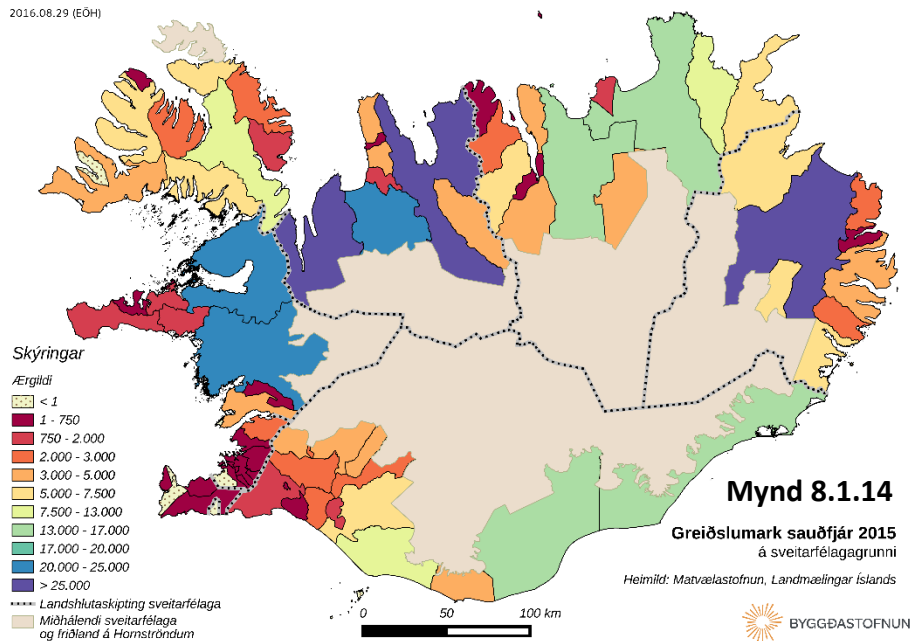 2016.08.29 (EÖH)
Skýringar
Ærgildi
< 1
1 - 750
750 - 2.000
2.000 - 3.000
3.000 - 5.000
5.000 - 7.500
7.500 - 13.000
13.000 - 17.000
17.000 - 20.000
20.000 - 25.000
> 25.000
Landshlutaskipting sveitarfélaga
Miðhálendi sveitarfélaga
og friðland á Hornströndum
0 50 100 km
Mynd 8.1.14
Greiðslumark sauðfjár 2015
á sveitarfélagagrunni
Heimild: Matvælastofnun, Landmælingar Íslands
BYGGÐASTOFNUN